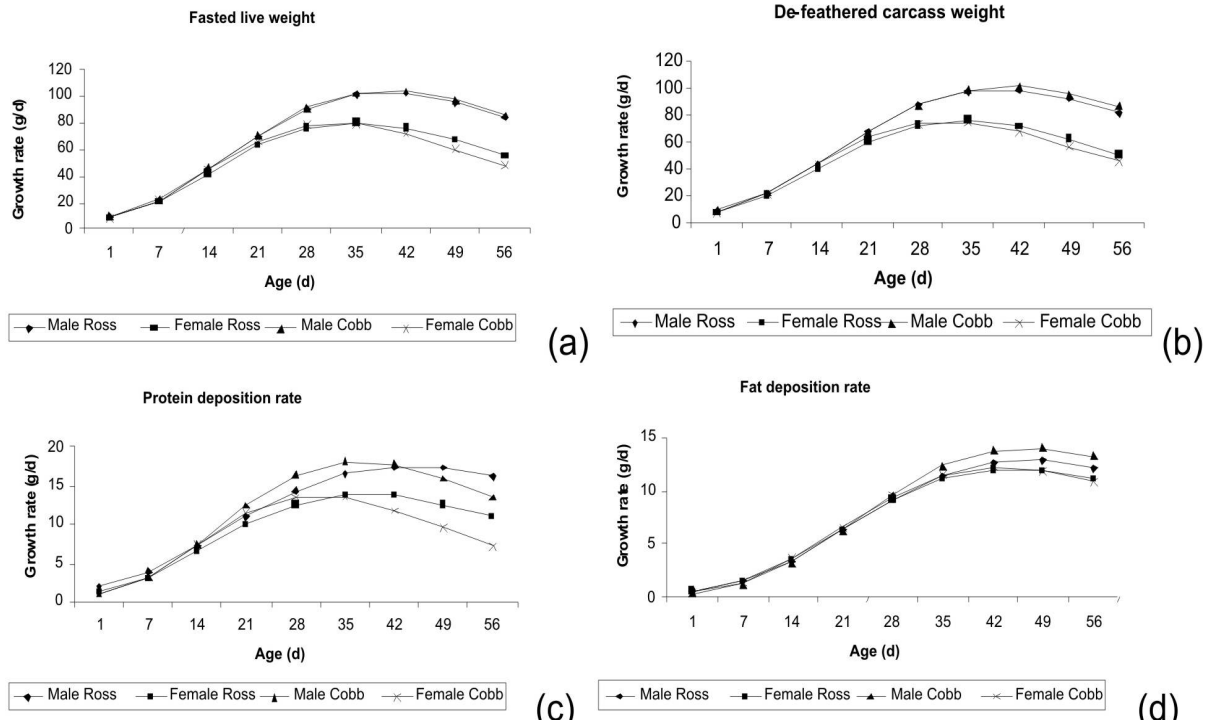 Fasted live weight
Growth rate (g/d)
120
100
80
60
40
20
0
1 7 14 21 28 35 42 49 56
Age (d)
Male Ross Female Ross Male Cobb Female Cobb
(a)
De-feathered carcass weight
Growth rate (g/d)
120
100
80
60
40
20
0
1 7 14 21 28 35 42 49 56
Age (d)
Male Ross Female Ross Male Cobb Female Cobb
(b)
Protein deposition rate
Growth rate (g/d)
20
15
10
5
0
1 7 14 21 28 35 42 49 56
Age (d)
Male Ross Female Ross Male Cobb Female Cobb
(c)
Fat deposition rate
Growth rate (g/d)
15
10
5
0
1 7 14 21 28 35 42 49 56
Age (d)
Male Ross Female Ross Male Cobb Female Cobb
(d)